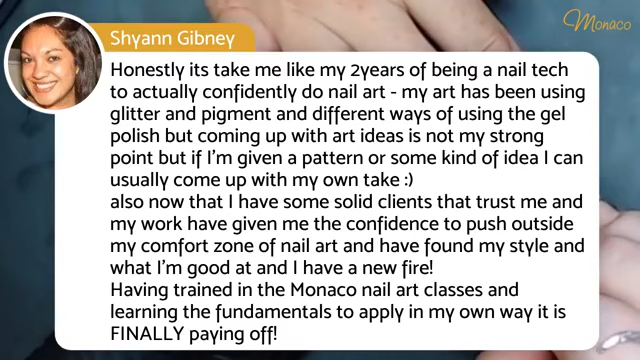 Monaco
Shyann Gibney
Honestly its take me like my 2years of being a nail tech
to actually confidently do nail art - my art has been using
glitter and pigment and different ways of using the gel
polish but coming up with art ideas is not my strong
point but if I'm given a pattern or some kind of idea I can
usually come up with my own take :)
also now that I have some solid clients that trust me and
my work have given me the confidence to push outside
my comfort zone of nail art and have found my style and
what I'm good at and I have a new fire!
Having trained in the Monaco nail art classes and
learning the fundamentals to apply in my own way it is
FINALLY paying off!